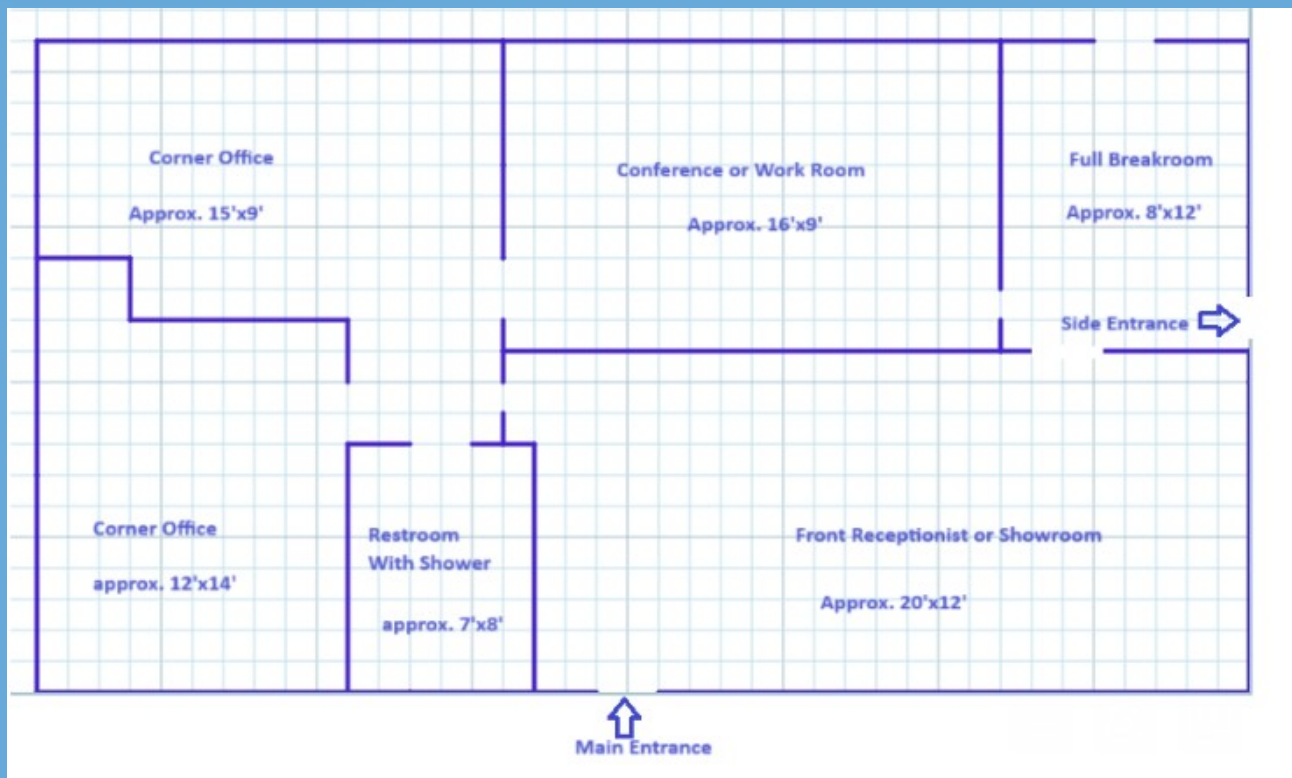 Corner Office
Approx. 15'x9'
Conference or Work Room
Approx. 16'x9'
Full Breakroom
Approx. 8'x12'
Side Entrance
Corner Office
approx. 12'x14'
Restroom
With Shower
approx. 7'x8'
Front Receptionist or Showroom
Approx. 20'x12'
Main Entrance